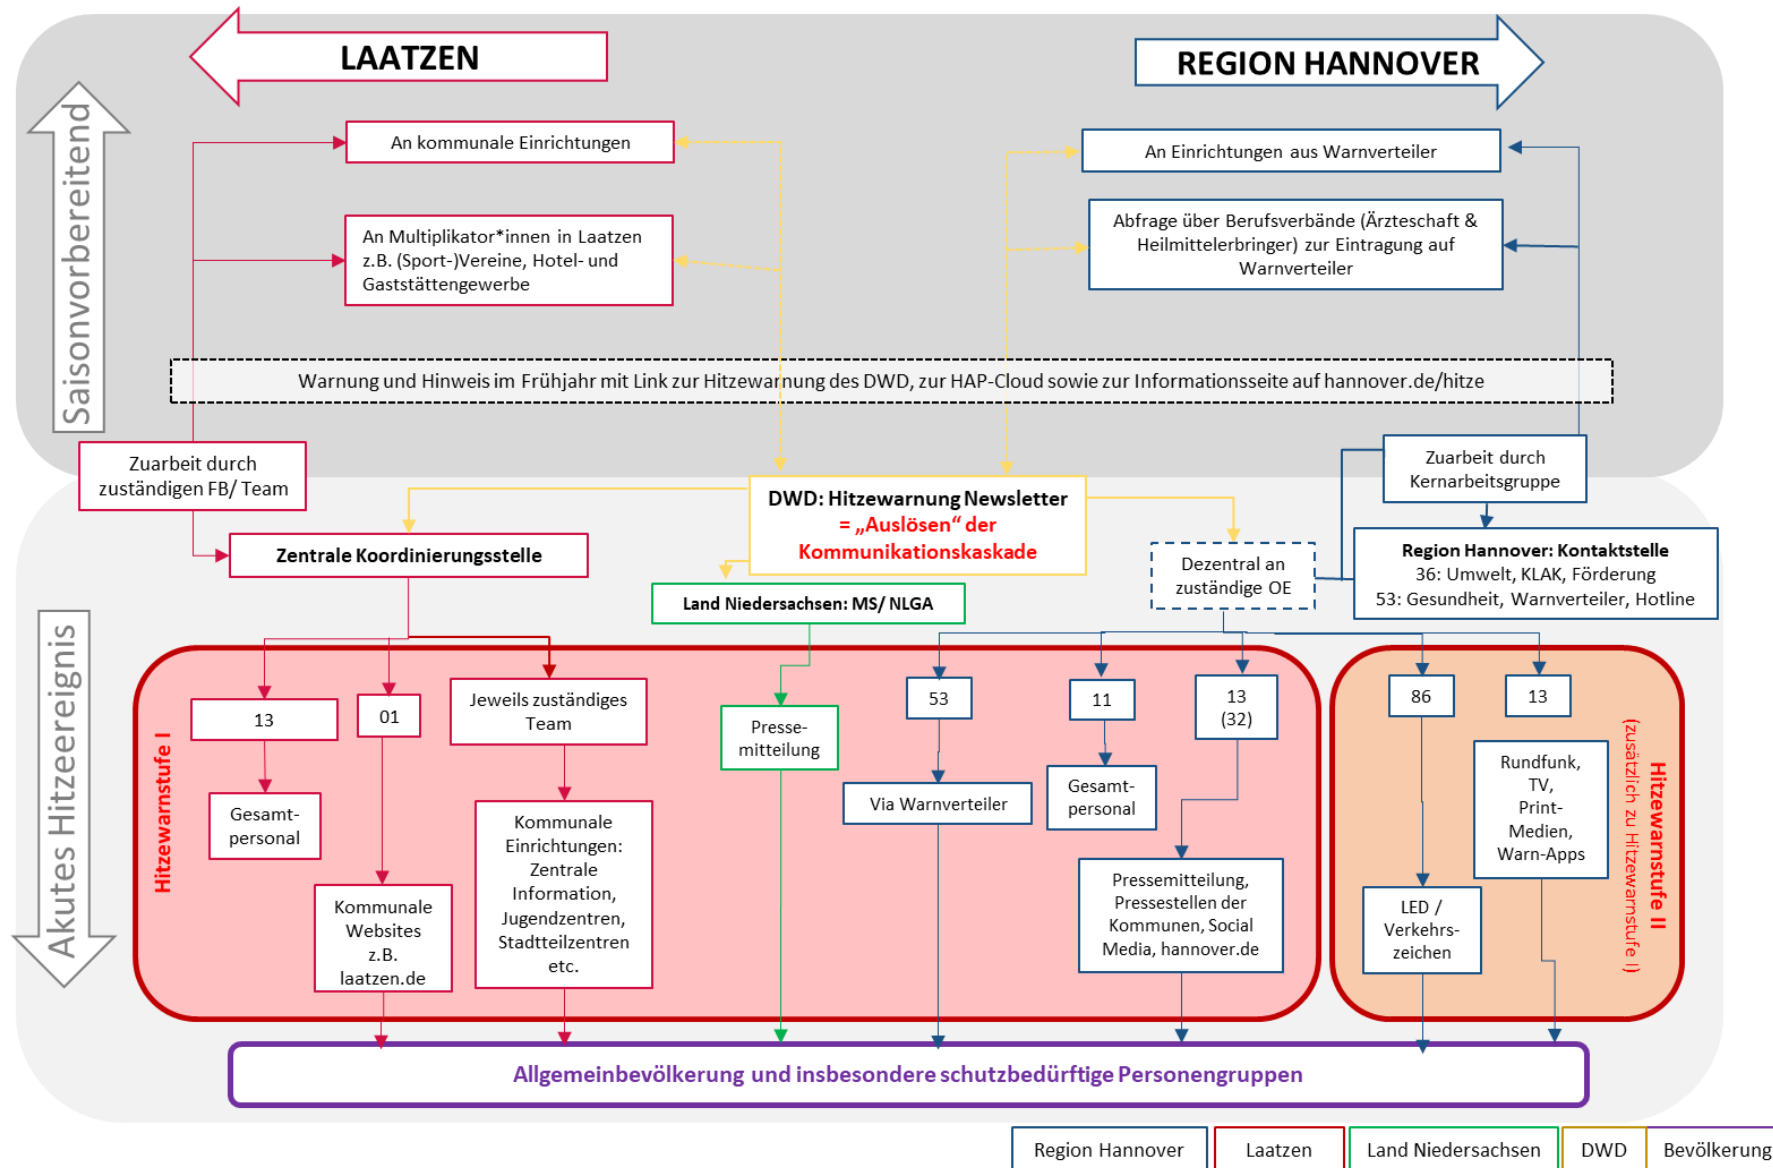 LAATZEN
REGION HANNOVER
Saisonvorbereitend
An kommunale Einrichtungen
An Einrichtungen aus Warnverteiler
An Multiplikator*innen in Laatzen
z.B. (Sport-)Vereine, Hotel- und
Gaststättengewerbe
Abfrage über Berufsverbände (Ärzteschaft &
Heilmittelerbringer) zur Eintragung auf
Warnverteiler
Warnung und Hinweis im Frühjahr mit Link zur Hitzewarnung des DWD, zur HAP-Cloud sowie zur Informationsseite auf hannover.de/hitze
Zuarbeit durch
zuständigen FB/ Team
Zuarbeit durch
Kernarbeitsgruppe
DWD: Hitzewarnung Newsletter
= „Auslösen“ der
Kommunikationskaskade
Zentrale Koordinierungsstelle
Dezentral an
zuständige OE
Region Hannover: Kontaktstelle
36: Umwelt, KLAK, Förderung
53: Gesundheit, Warnverteiler, Hotline
Land Niedersachsen: MS/ NLGA
Akutes Hitzeereignis
Hitzewarnstufe I
13
01
Jeweils zuständiges
Team
Presse-
mitteilung
53
11
13
(32)
86
13
Hitzewarnstufe II
(zusätzlich zu Hitzewarnstufe I)
Gesamt-
personal
Kommunale
Websites
z.B.
laatzen.de
Kommunale
Einrichtungen:
Zentrale
Information,
Jugendzentren,
Stadtteilzentren
etc.
Via Warnverteiler
Gesamt-
personal
Pressemitteilung,
Pressestellen der
Kommunen, Social
Media, hannover.de
LED /
Verkehrs-
zeichen
Rundfunk,
TV,
Print-
Medien,
Warn-Apps
Allgemeinbevölkerung und insbesondere schutzbedürftige Personengruppen
Region Hannover
Laatzen
Land Niedersachsen
DWD
Bevölkerung